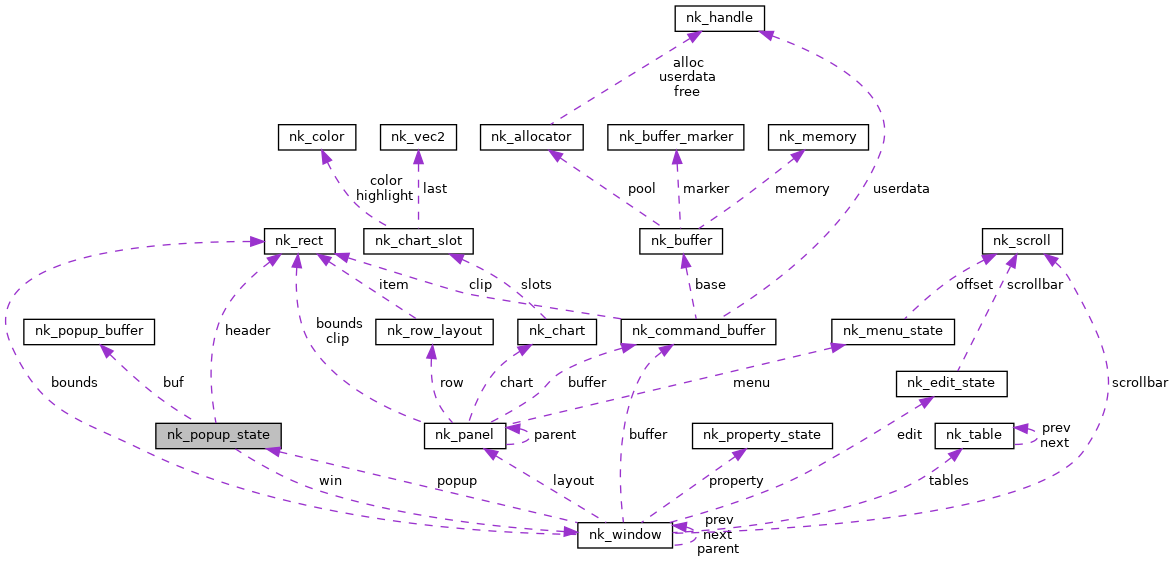 nk_handle
alloc
userdata
free
nk_color
nk_vec2
nk_allocator
nk_buffer_marker
nk_memory
color
highlight
last
pool
marker
memory
userdata
nk_rect
nk_chart_slot
nk_buffer
nk_scroll
item
clip
slots
base
offset
scrollbar
nk_popup_buffer
header
bounds
clip
nk_row_layout
nk_chart
nk_command_buffer
nk_menu_state
bounds
buf
row
chart
buffer
menu
nk_edit_state
scrollbar
nk_popup_state
nk_panel
parent
buffer
nk_property_state
edit
nk_table
prev
next
win
popup
layout
property
tables
nk_window
prev
next
parent